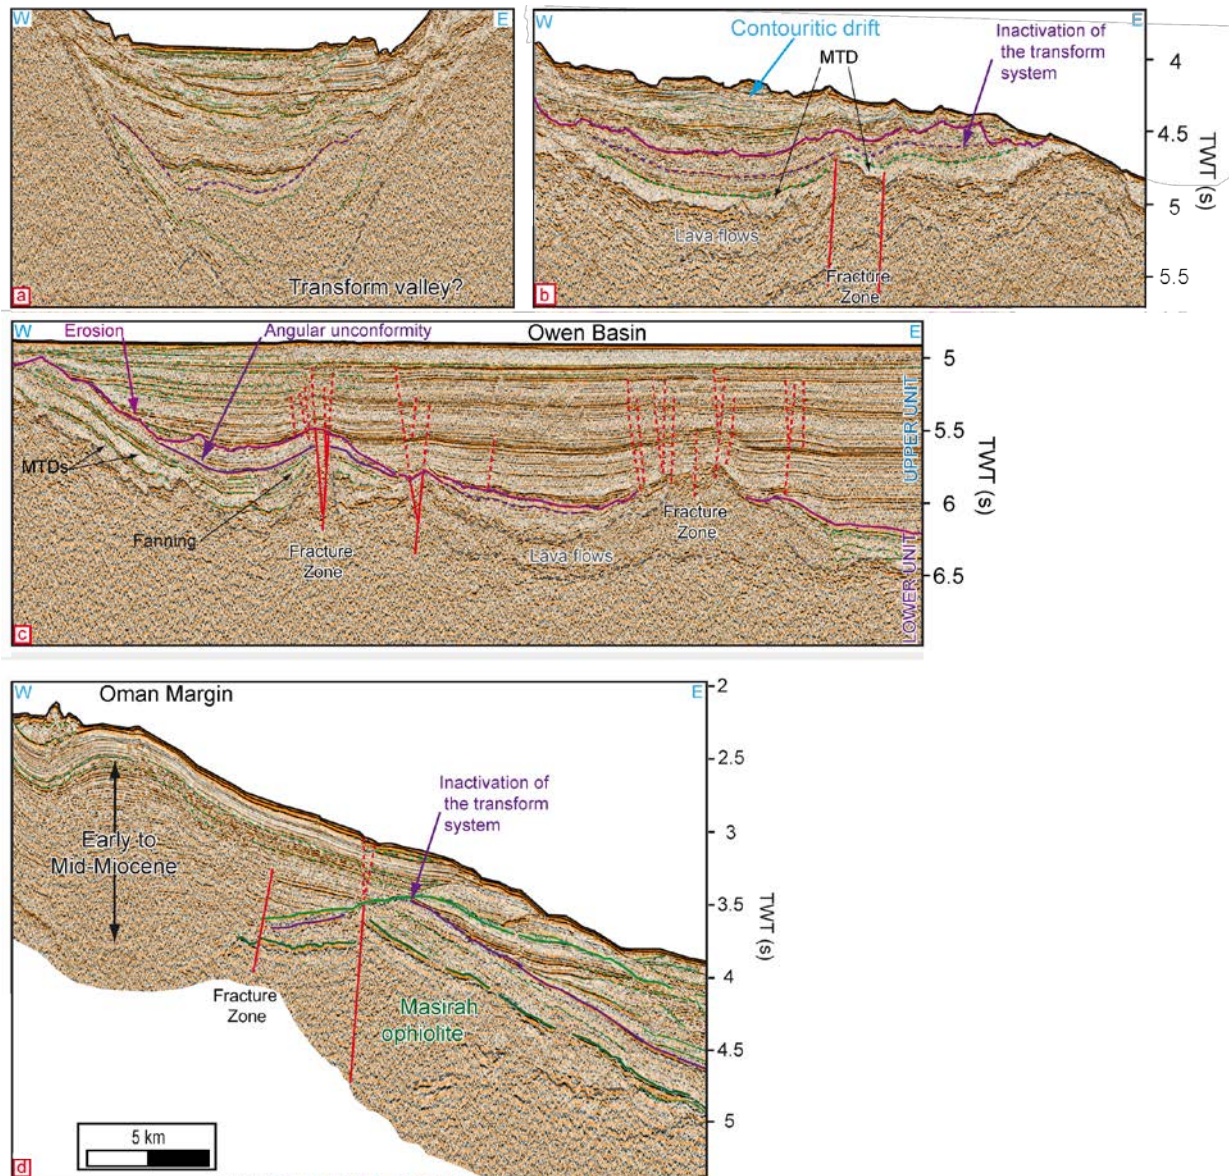 W
E
Transform valley?
a
W
E
Contouritic drift
MTD
Inactivation of
the transform
system
Lava flows
Fracture
Zone
b
4
4.5
5
5.5
TWT (s)
W
Erosion
Angular unconformity
Owen Basin
E
MTDs
Fanning
Fracture
Zone
Lava flows
Fracture
Zone
UPPER UNIT
LOWER UNIT
c
5
5.5
6
6.5
TWT (s)
W
Oman Margin
E
Early to
Mid-Miocene
Inactivation of
the transform
system
Fracture
Zone
Masirah
ophiolite
2
2.5
3
3.5
4
4.5
5
TWT (s)
5 km
d